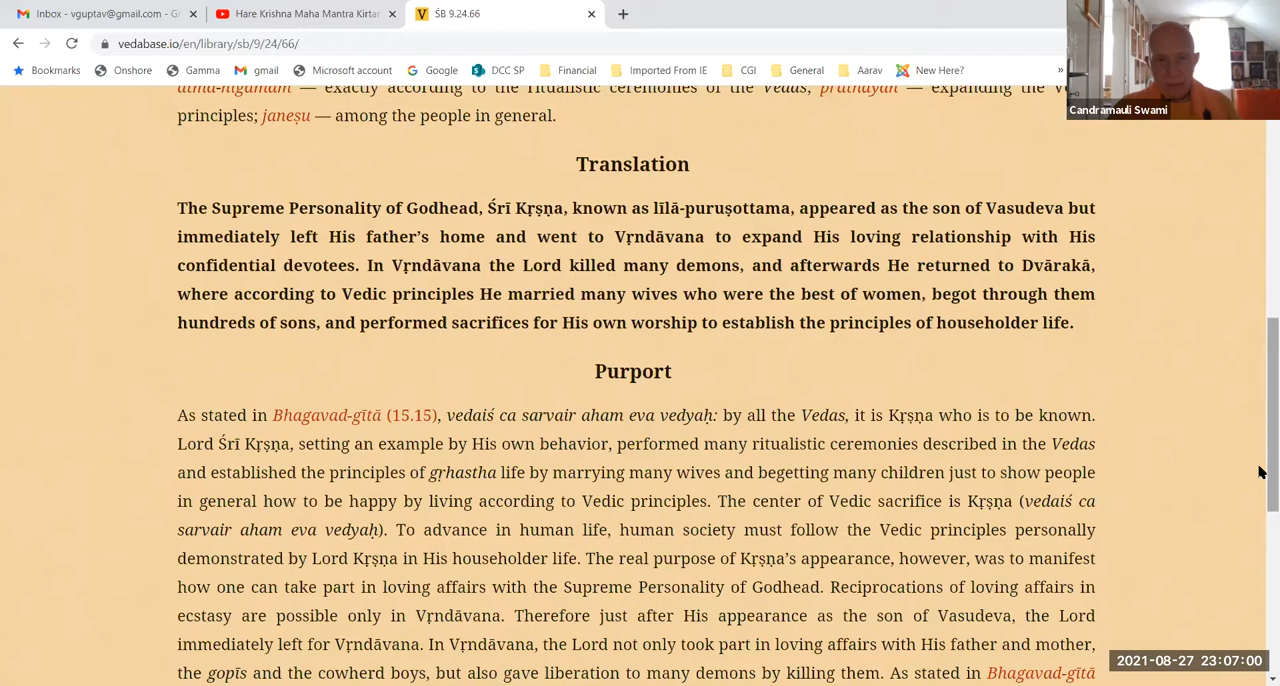 Inbox - vguptav@gmail.com - G
Hare Krishna Maha Mantra Kirtan
ŚB 9.24.66
vedabase.io/en/library/sb/9/24/66/
Bookmarks Onshore Gamma gmail Microsoft account Google DCC SP Financial Imported From IE CGI General Aarav New Here? »
Candramauli Swami
ātma-nigamam — exactly according to the ritualistic ceremonies of the Vedas; prathayan — expanding the
principles; janeṣu — among the people in general.
Translation
The Supreme Personality of Godhead, Śrī Kṛṣṇa, known as līlā-puruṣottama, appeared as the son of Vasudeva but
immediately left His father’s home and went to Vṛndāvana to expand His loving relationship with His
confidential devotees. In Vṛndāvana the Lord killed many demons, and afterwards He returned to Dvārakā,
where according to Vedic principles He married many wives who were the best of women, begot through them
hundreds of sons, and performed sacrifices for His own worship to establish the principles of householder life.
Purport
As stated in Bhagavad-gītā (15.15), vedaiś ca sarvair aham eva vedyaḥ: by all the Vedas, it is Kṛṣṇa who is to be known.
Lord Śrī Kṛṣṇa, setting an example by His own behavior, performed many ritualistic ceremonies described in the Vedas
and established the principles of gṛhastha life by marrying many wives and begetting many children just to show people
in general how to be happy by living according to Vedic principles. The center of Vedic sacrifice is Kṛṣṇa (vedaiś ca
sarvair aham eva vedyaḥ). To advance in human life, human society must follow the Vedic principles personally
demonstrated by Lord Kṛṣṇa in His householder life. The real purpose of Kṛṣṇa’s appearance, however, was to manifest
how one can take part in loving affairs with the Supreme Personality of Godhead. Reciprocations of loving affairs in
ecstasy are possible only in Vṛndāvana. Therefore just after His appearance as the son of Vasudeva, the Lord
immediately left for Vṛndāvana. In Vṛndāvana, the Lord not only took part in loving affairs with His father and mother,
the gopīs and the cowherd boys, but also gave liberation to many demons by killing them. As stated in Bhagavad-gītā
2021-08-27 23:07:00